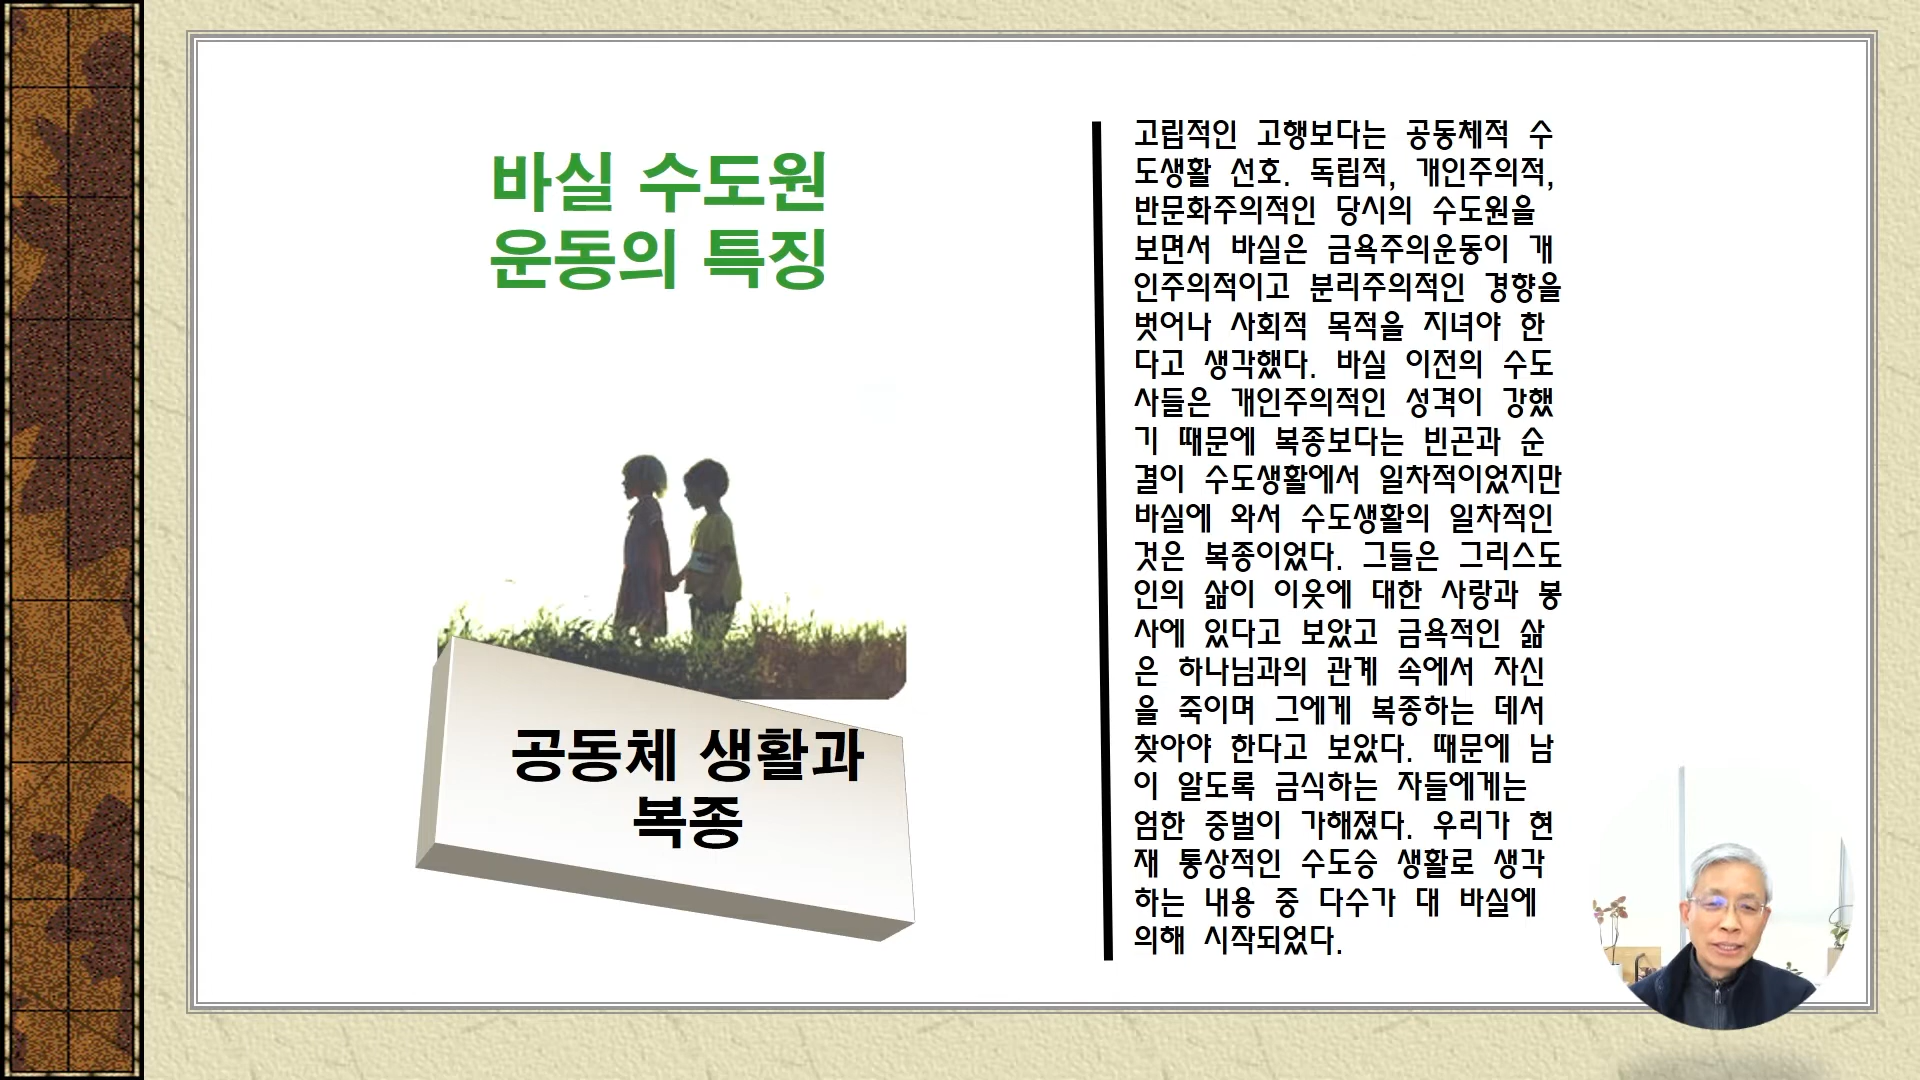 바실 수도원
운동의 특징
공동체 생활과
복종
고립적인 고행보다는 공동체적 수
도생활 선호. 독립적, 개인주의적,
반문화주의적인 당시의 수도원을
보면서 바실은 금욕주의운동이 개
인주의적이고 분리주의적인 경향을
벗어나 사회적 목적을 지녀야 한
다고 생각했다. 바실 이전의 수도
사들은 개인주의적인 성격이 강했
기 때문에 복종보다는 빈곤과 순
결이 수도생활에서 일차적이었지만
바실에 와서 수도생활의 일차적인
것은 복종이었다. 그들은 그리스도
인의 삶이 이웃에 대한 사랑과 봉
사에 있다고 보았고 금욕적인 삶
은 하나님과의 관계 속에서 자신
을 죽이며 그에게 복종하는 데서
찾아야 한다고 보았다. 때문에 남
이 알도록 금식하는 자들에게는
엄한 중벌이 가해졌다. 우리가 현
재 통상적인 수도승 생활로 생각
하는 내용 중 다수가 대 바실에
의해 시작되었다.